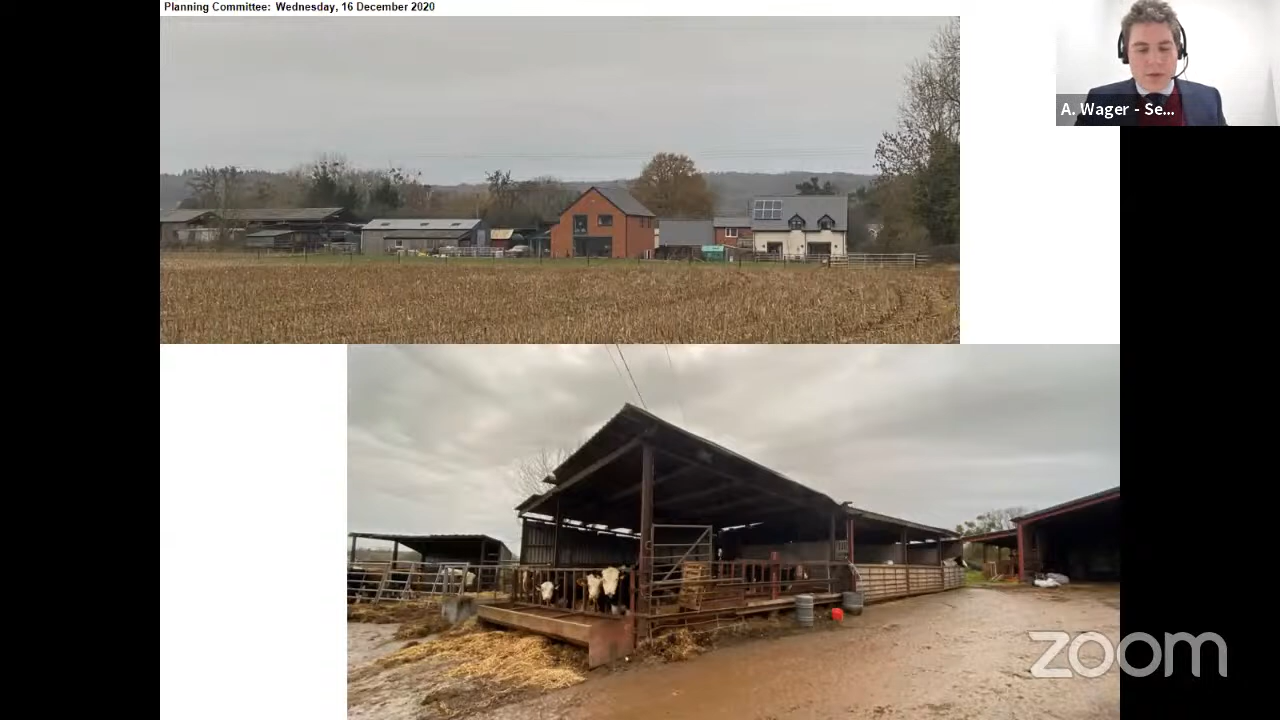 Planning Committee: Wednesday, 16 December 2020
A. Wager - Se...
zoom